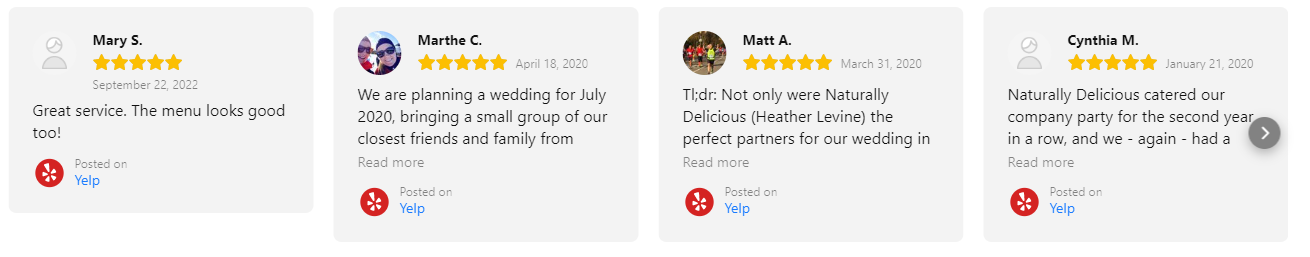 Mary S.
September 22, 2022
Great service. The menu looks good
too!
Posted on
Yelp
Marthe C.
April 18, 2020
We are planning a wedding for July
2020, bringing a small group of our
closest friends and family from
Read more
Posted on
Yelp
Matt A.
March 31, 2020
Tl;dr: Not only were Naturally
Delicious (Heather Levine) the
perfect partners for our wedding in
Read more
Posted on
Yelp
Cynthia M.
January 21, 2020
Naturally Delicious catered our
company party for the second year
in a row, and we - again - had a
Read more
Posted on
Yelp